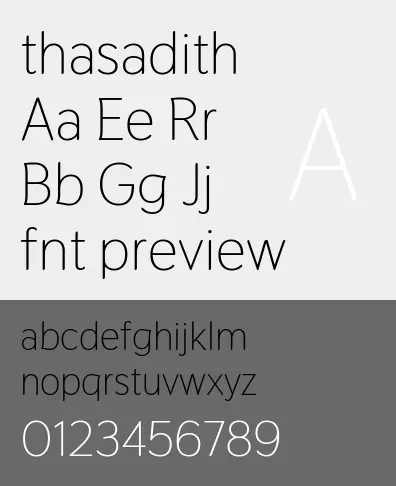 thasadith
Aa Ee Rr
Bb Gg Jj
A
fnt preview
abcdefghijklm
nopqrstuvwxyz
0123456789